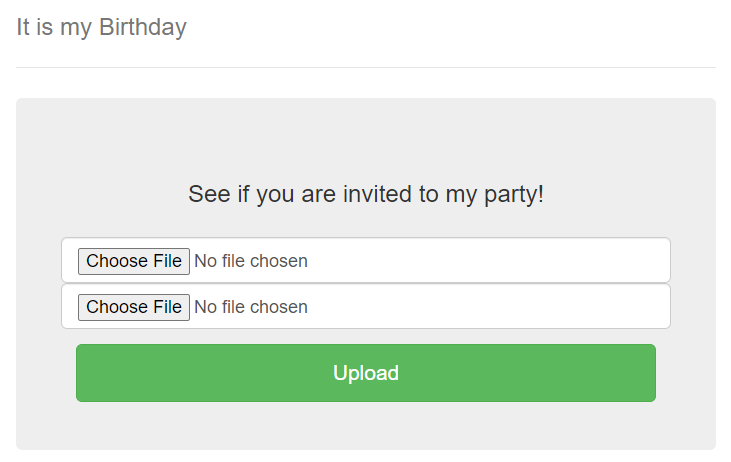 It is my Birthday
See if you are invited to my party!
Choose File No file chosen
Choose File No file chosen
Upload